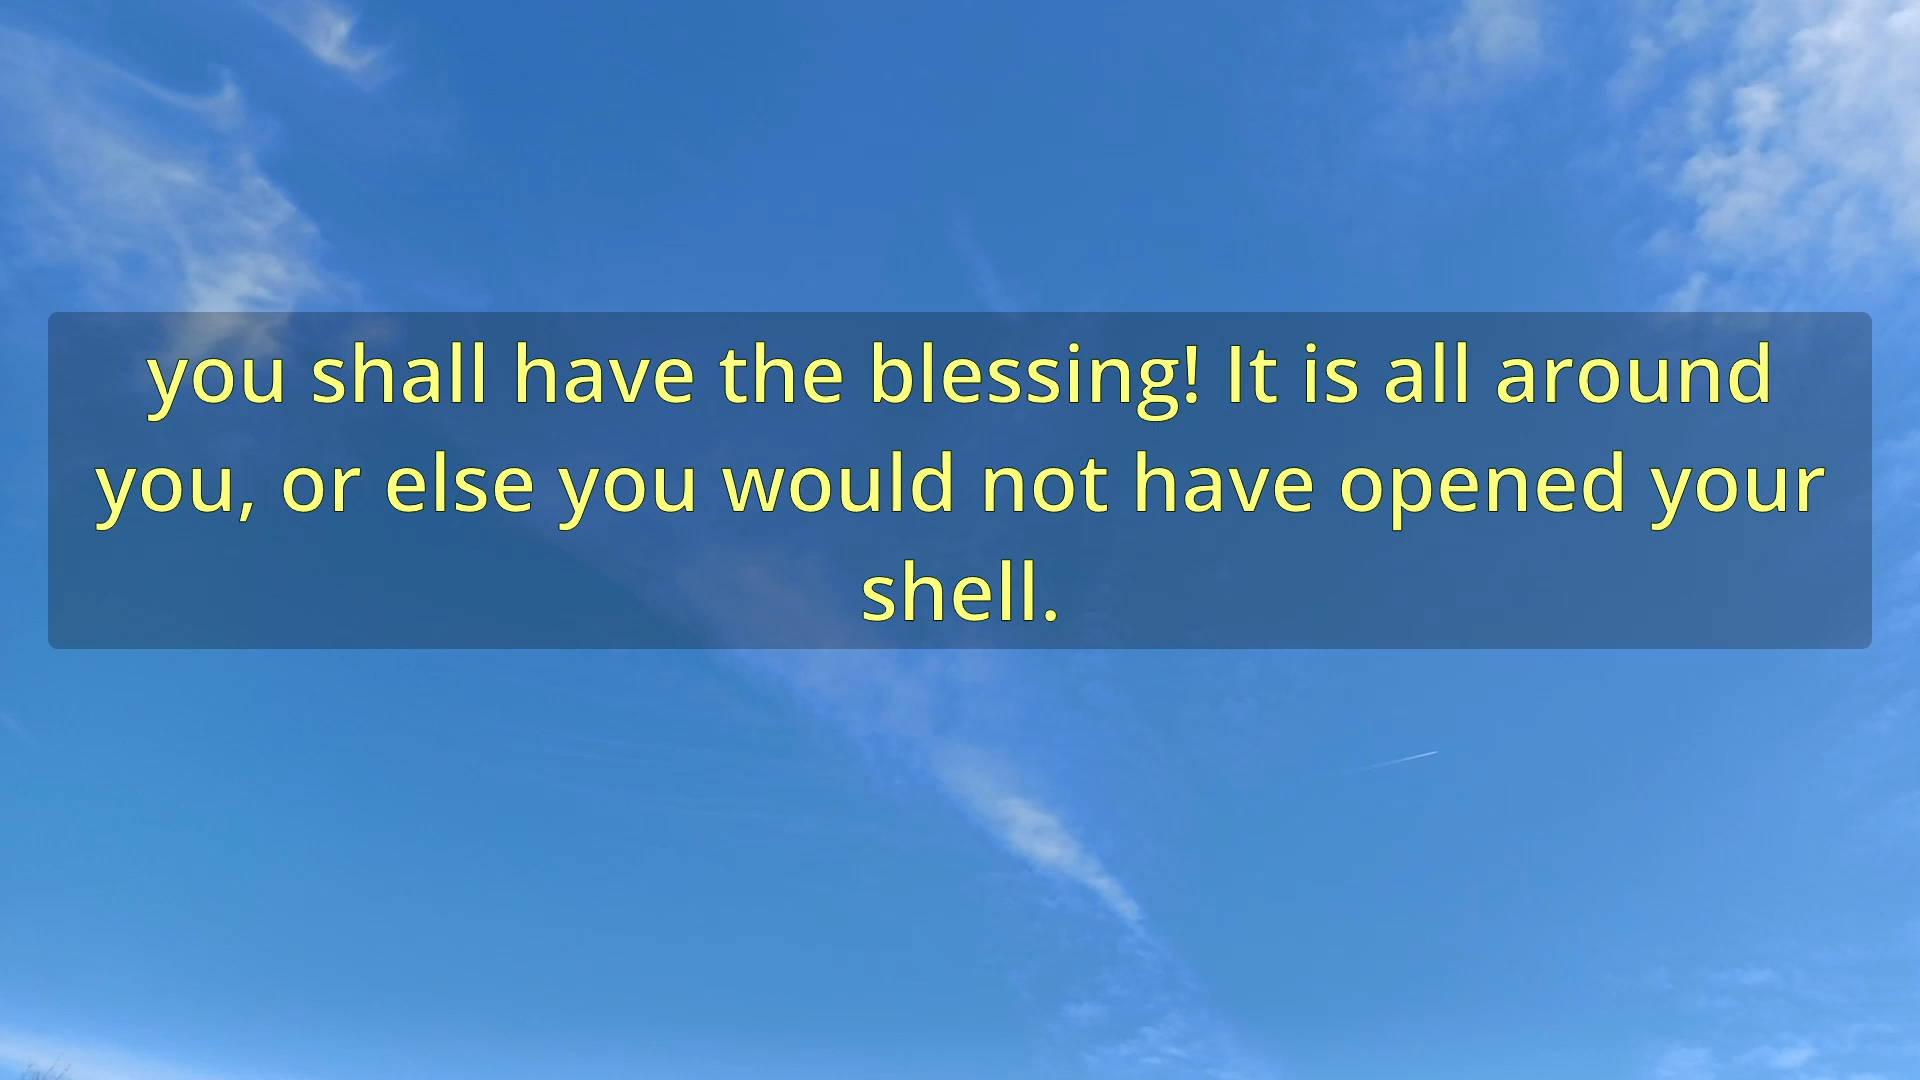 you shall have the blessing! It is all around
you, or else you would not have opened your
shell.